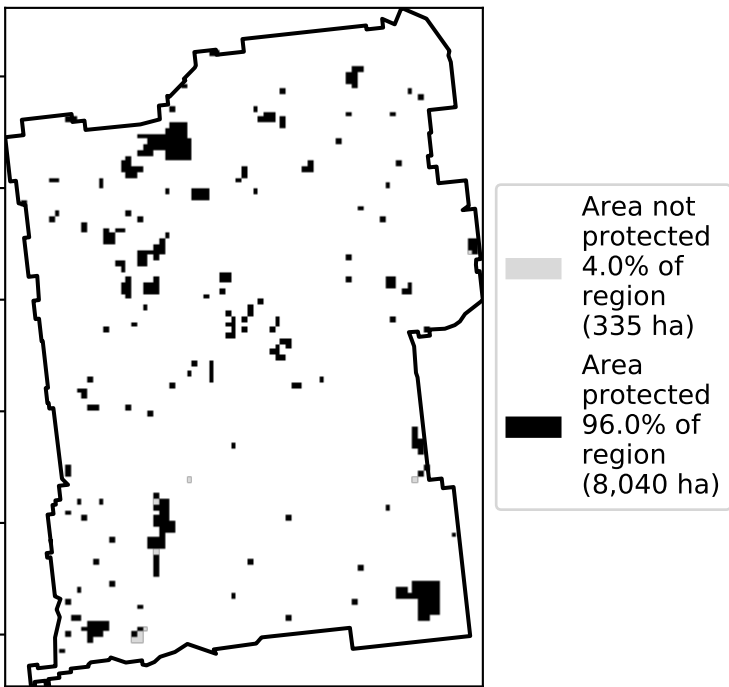 Area not
protected
4.0% of
region
(335 ha)
Area
protected
96.0% of
region
(8,040 ha)